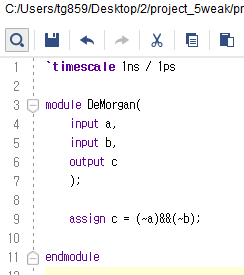 C:/Users/tg859/Desktop/2/project_5weak/pr
1 `timescale 1ns / 1ps
2
3 module DeMorgan(
4 input a,
5 input b,
6 output c
7 );
8
9 assign c = (~a)&&(~b);
10
11 endmodule
12